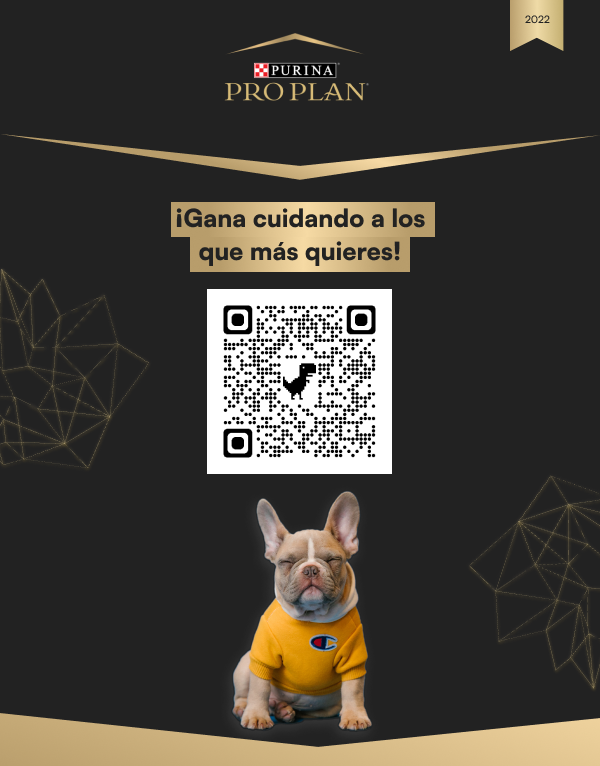 2022
PURINA
PRO PLAN
¡Gana cuidando a los
que más quieres!